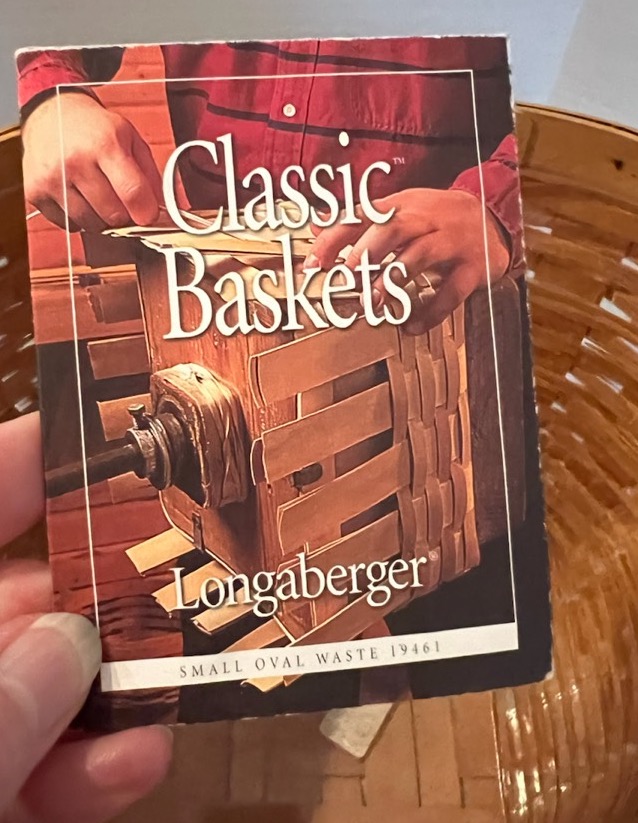 Classic™
Baskets
Longaberger®
SMALL OVAL WASTE 19461